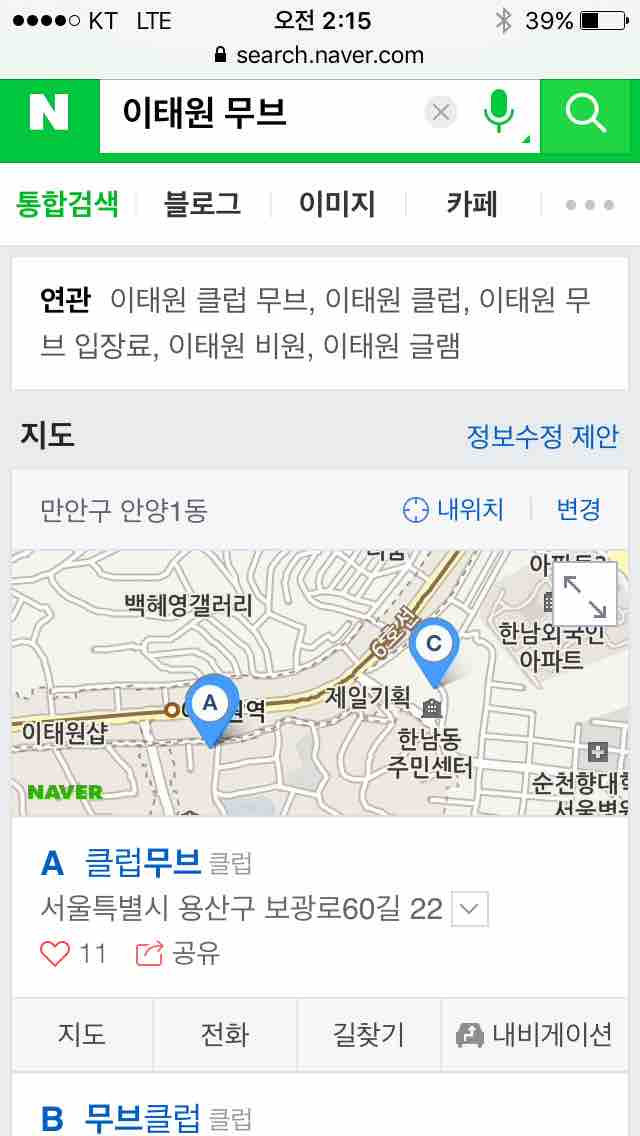 KT LTE 오전 2:15 39%
search.naver.com
N 이태원 무브
통합검색 블로그 이미지 카페
연관 이태원 클럽 무브, 이태원 클럽, 이태원 무
브 입장료, 이태원 비원, 이태원 글램
지도 정보수정 제안
만안구 안양1동 내위치 변경
백혜영갤러리
6호선
한남외국인
아파트
C
A
제일기획
이태원샵
한남동
주민센터
순천향대학
NAVER
A 클럽무브 클럽
서울특별시 용산구 보광로60길 22
11 공유
지도 전화 길찾기 내비게이션
B 무브클럽 클럽